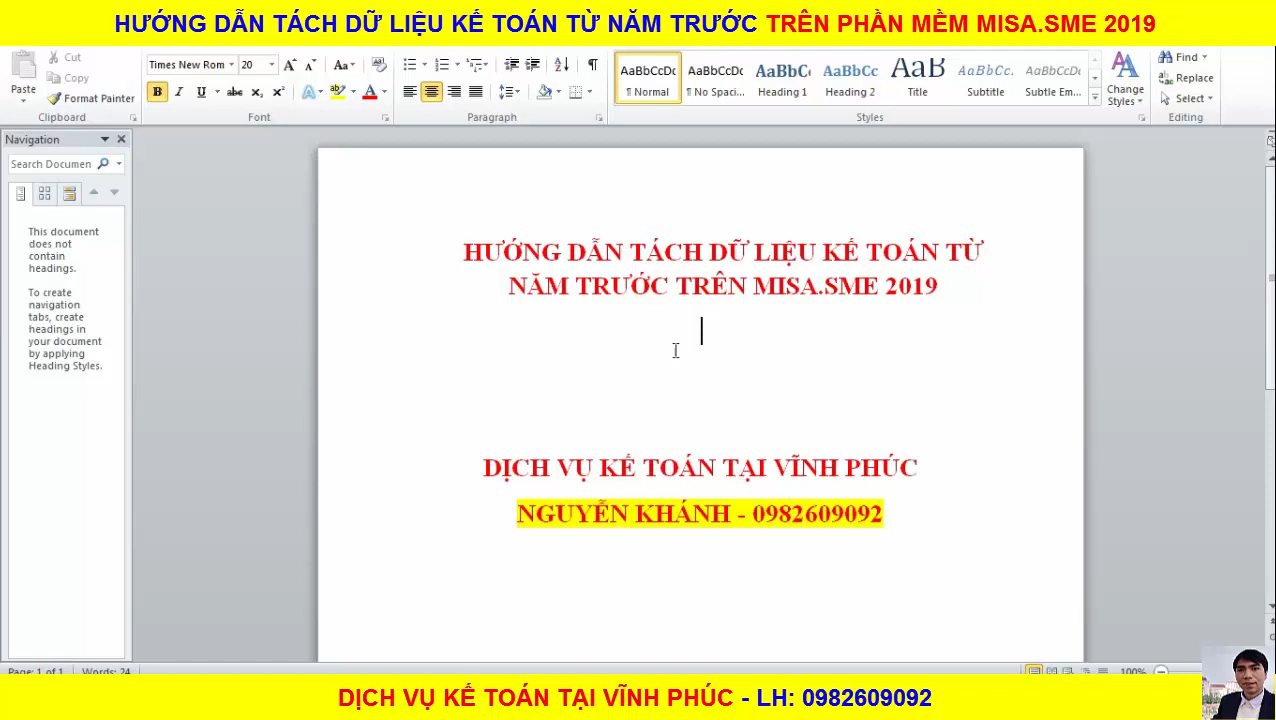 HƯỚNG DẪN TÁCH DỮ LIỆU KẾ TOÁN TỪ NĂM TRƯỚC TRÊN PHẦN MỀM MISA.SME 2019
Paste
Cut
Copy
Format Painter
Clipboard
Times New Rom 20
Aa
B I U abc x₂ x² A ab A
Font
Paragraph
AaBbCcDc AaBbCcDc AaBbC AaBbCc AaB AaBbCc. AaBbCcDc
¶ Normal ¶ No Spaci... Heading 1 Heading 2 Title Subtitle Subtle Em...
Styles
Change
Styles
Find
Replace
Select
Editing
Navigation
Search Documen
This document
does not
contain
headings.
To create
navigation
tabs, create
headings in
your document
by applying
Heading Styles.
HƯỚNG DẪN TÁCH DỮ LIỆU KẾ TOÁN TỪ
NĂM TRƯỚC TRÊN MISA.SME 2019
DỊCH VỤ KẾ TOÁN TẠI VĨNH PHÚC
NGUYỄN KHÁNH - 0982609092
Page: 1 of 1 Words: 24 100%
DỊCH VỤ KẾ TOÁN TẠI VĨNH PHÚC - LH: 0982609092